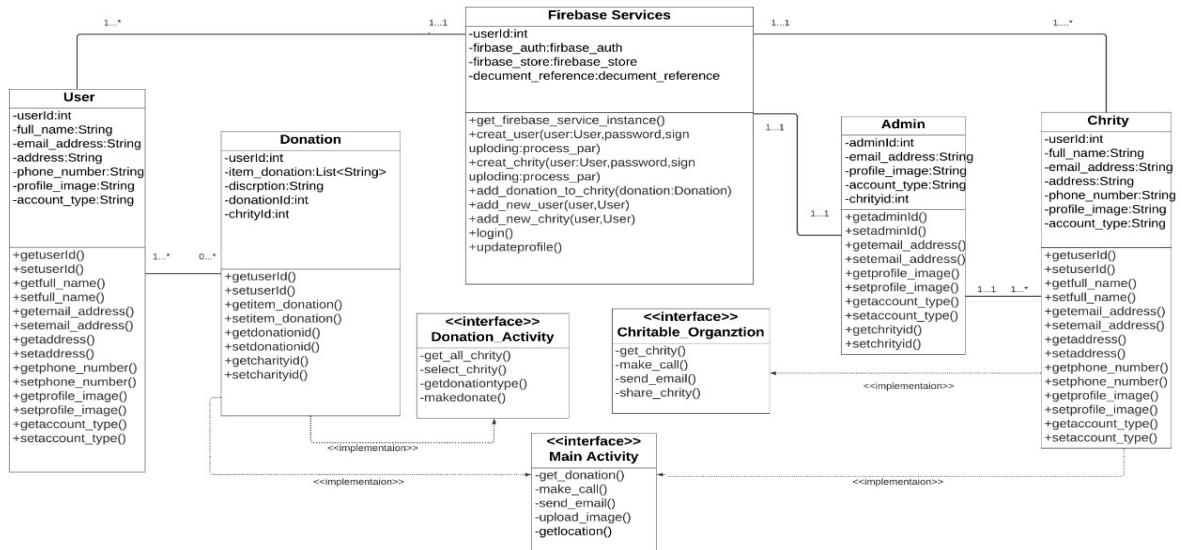 Firebase Services
-userId:int
-firbase_auth:firbase_auth
-firbase_store:firebase_store
-decument_reference:decument_reference
+get_firebase_service_instance()
+creat_user(user:User,password,sign
uploding:process_par)
+creat_chrity(user:User,password,sign
uploding:process_par)
+add_donation_to_chrity(donation:Donation)
+add_new_user(user,User)
+add_new_chrity(user,User)
+login()
+updateprofile()
1...*
1...1
1...1
1....*
1...1
1...1
User
-userId:int
-full_name:String
-email_address:String
-address:String
-phone_number:String
-profile_image:String
-account_type:String
+getuserId()
+setuserId()
+getfull_name()
+setfull_name()
+getemail_address()
+setemail_address()
+getaddress()
+setaddress()
+getphone_number()
+setphone_number()
+getprofile_image()
+setprofile_image()
+getaccount_type()
+setaccount_type()
1...*
0...*
Donation
-userId:int
-item_donation:List<String>
-discrption:String
-donationId:int
-chrityId:int
+getuserId()
+setuserId()
+getitem_donation()
+setitem_donation()
+getdonationid()
+setdonationid()
+getcharityid()
+setcharityid()
Admin
-adminId:int
-email_address:String
-profile_image:String
-account_type:String
-chrityid:int
+getadminId()
+setadminId()
+getemail_address()
+setemail_address()
+getprofile_image()
+setprofile_image()
+getaccount_type()
+setaccount_type()
+getchrityid()
+setchrityid()
1...1
1...*
Chrity
-userId:int
-full_name:String
-email_address:String
-address:String
-phone_number:String
-profile_image:String
-account_type:String
+getuserId()
+setuserId()
+getfull_name()
+setfull_name()
+getemail_address()
+setemail_address()
+getaddress()
+setaddress()
+getphone_number()
+setphone_number()
+getprofile_image()
+setprofile_image()
+getaccount_type()
+setaccount_type()
<<interface>>
Donation_Activity
-get_all_chrity()
-select_chrity()
-getdonationtype()
-makedonate()
<<interface>>
Chritable_Organztion
-get_chrity()
-make_call()
-send_email()
-share_chrity()
<<implementaion>>
<<implementaion>>
<<interface>>
Main Activity
-get_donation()
-make_call()
-send_email()
-upload_image()
-getlocation()
<<implementaion>>
<<implementaion>>